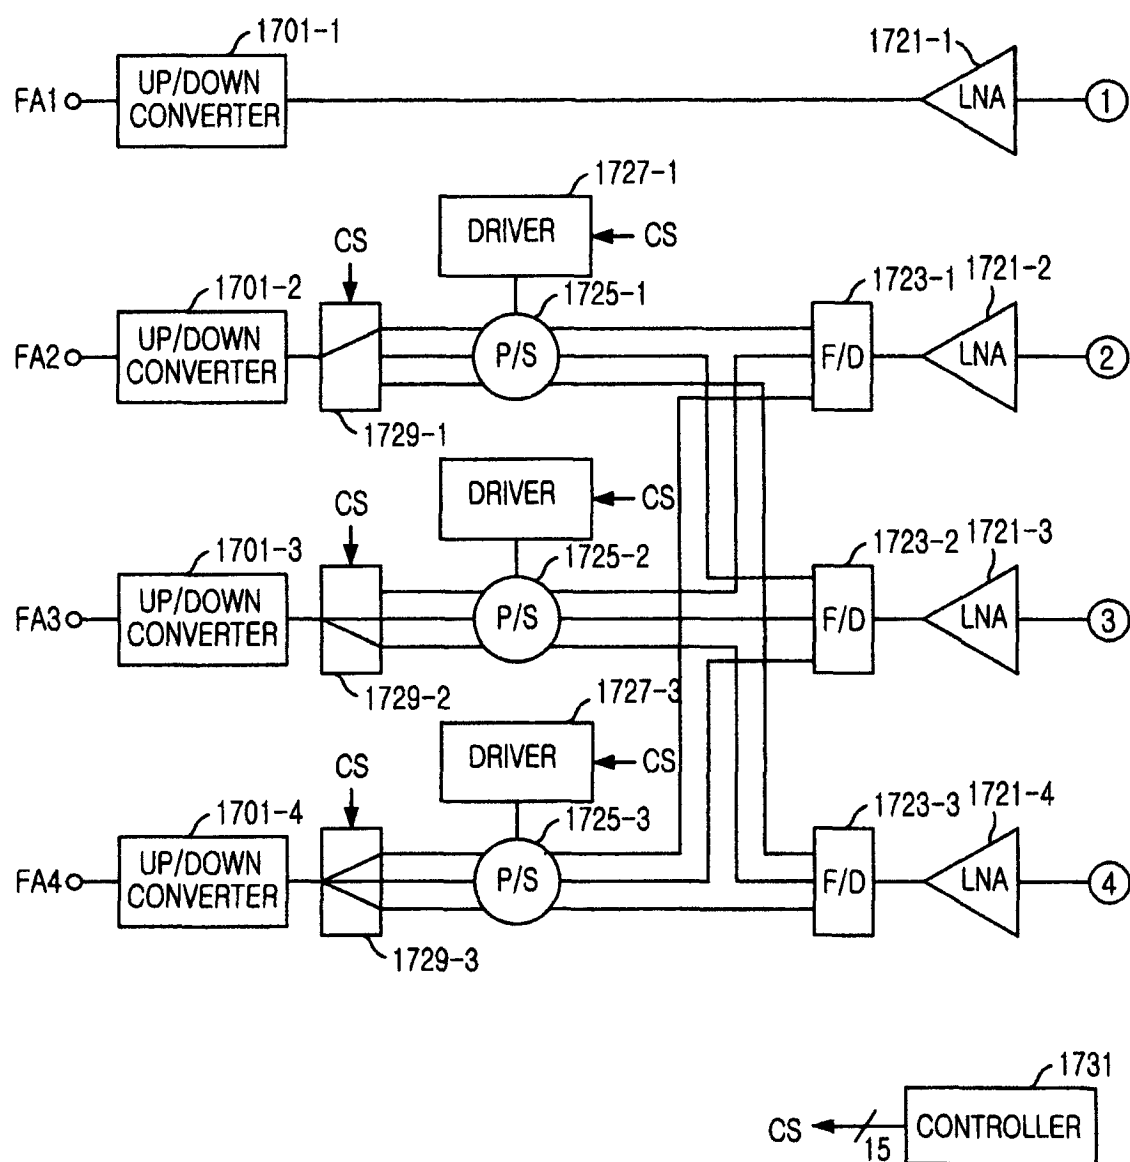 1701-1
1721-1
FA1
UP/DOWN
CONVERTER
LNA
1
1727-1
DRIVER
CS
CS
1701-2
1725-1
1723-1
1721-2
FA2
UP/DOWN
CONVERTER
P/S
F/D
LNA
2
1729-1
DRIVER
CS
CS
1701-3
1725-2
1723-2
1721-3
FA3
UP/DOWN
CONVERTER
P/S
F/D
LNA
3
1729-2
1727-3
DRIVER
CS
CS
1701-4
1725-3
1723-3
1721-4
FA4
UP/DOWN
CONVERTER
P/S
F/D
LNA
4
1729-3
1731
CS
15
CONTROLLER